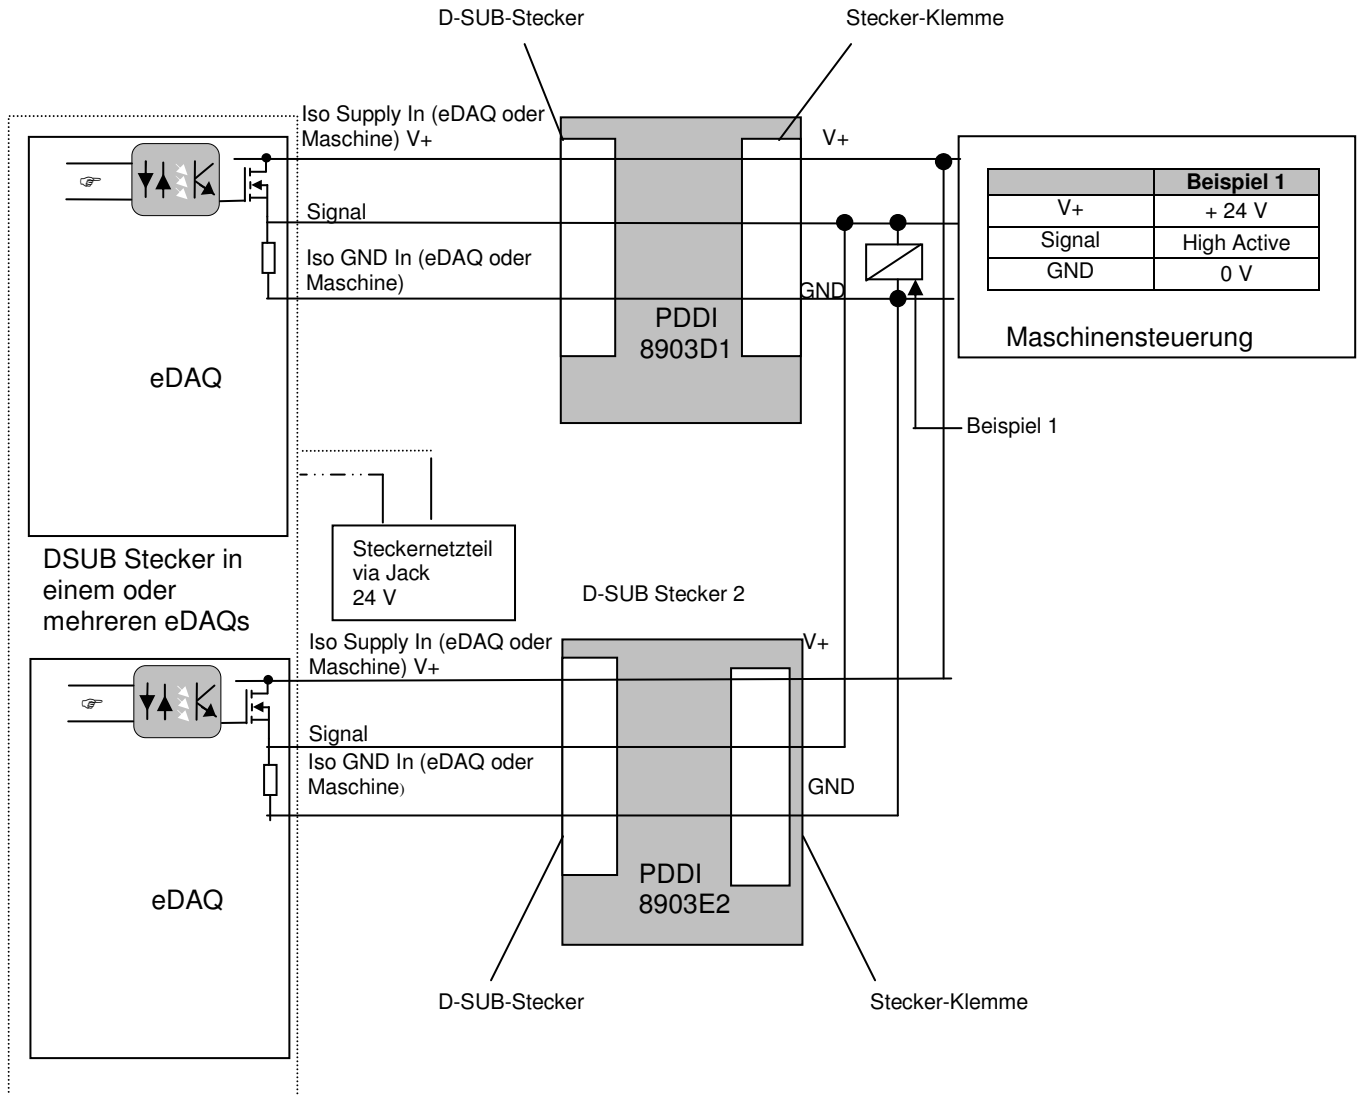 D-SUB-Stecker
Stecker-Klemme
Iso Supply In (eDAQ oder
Maschine) V+
V+
Beispiel 1
V+
+ 24 V
Signal
High Active
GND
0 V
Maschinensteuerung
Signal
Iso GND In (eDAQ oder
Maschine)
GND
PDDI
8903D1
eDAQ
Beispiel 1
Steckernetzteil
via Jack
24 V
DSUB Stecker in
einem oder
mehreren eDAQs
D-SUB Stecker 2
Iso Supply In (eDAQ oder
Maschine) V+
V+
Signal
Iso GND In (eDAQ oder
Maschine)
GND
PDDI
8903E2
eDAQ
D-SUB-Stecker
Stecker-Klemme